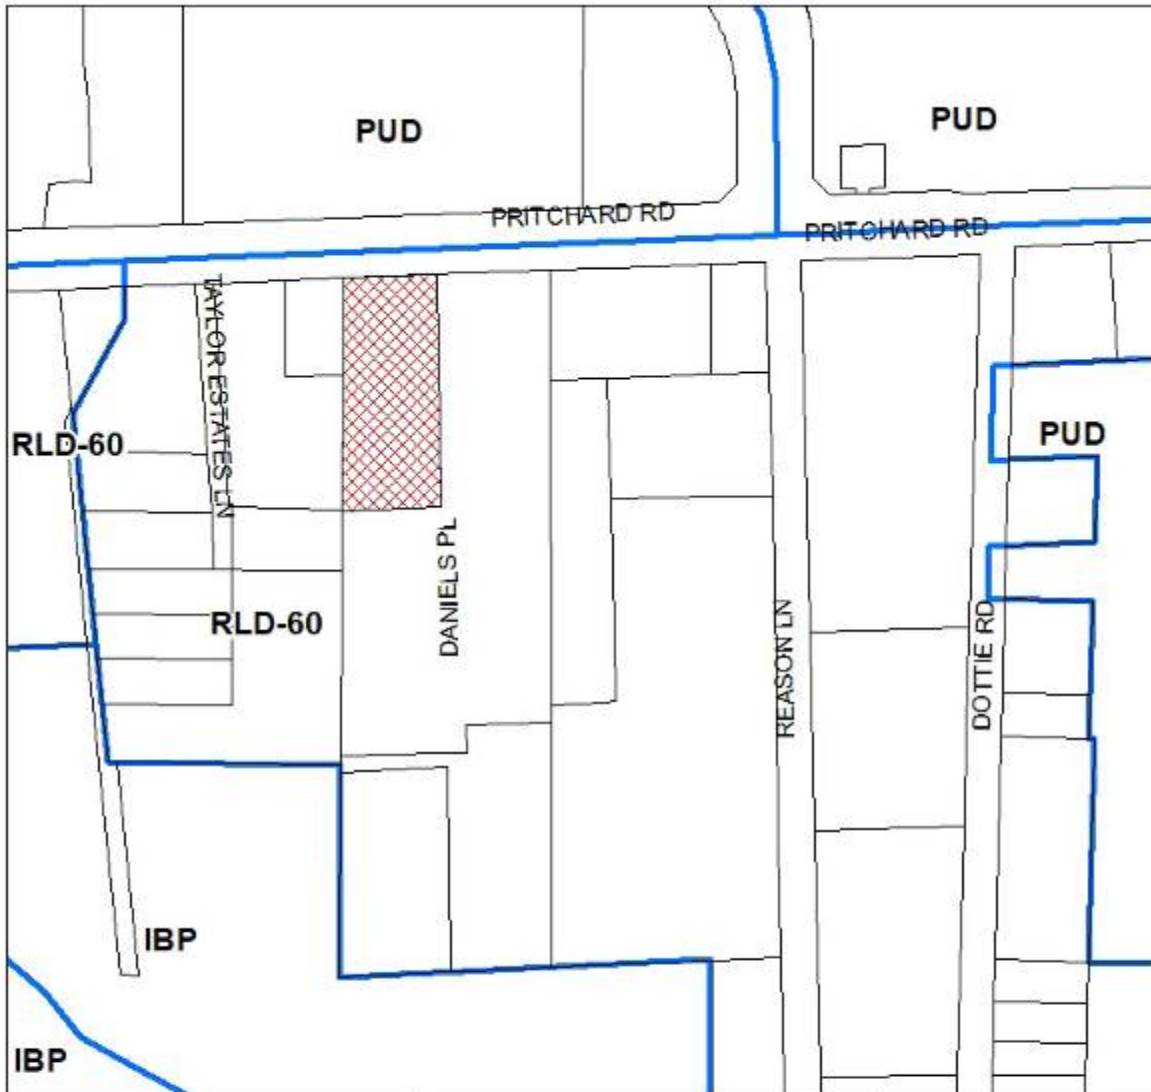 PUD
PUD
PRITCHARD RD
PRITCHARD RD
TAYLOR ESTATES LN
RLD-60
PUD
DANIELS PL
RLD-60
REASON LN
DOTTIE RD
IBP
IBP